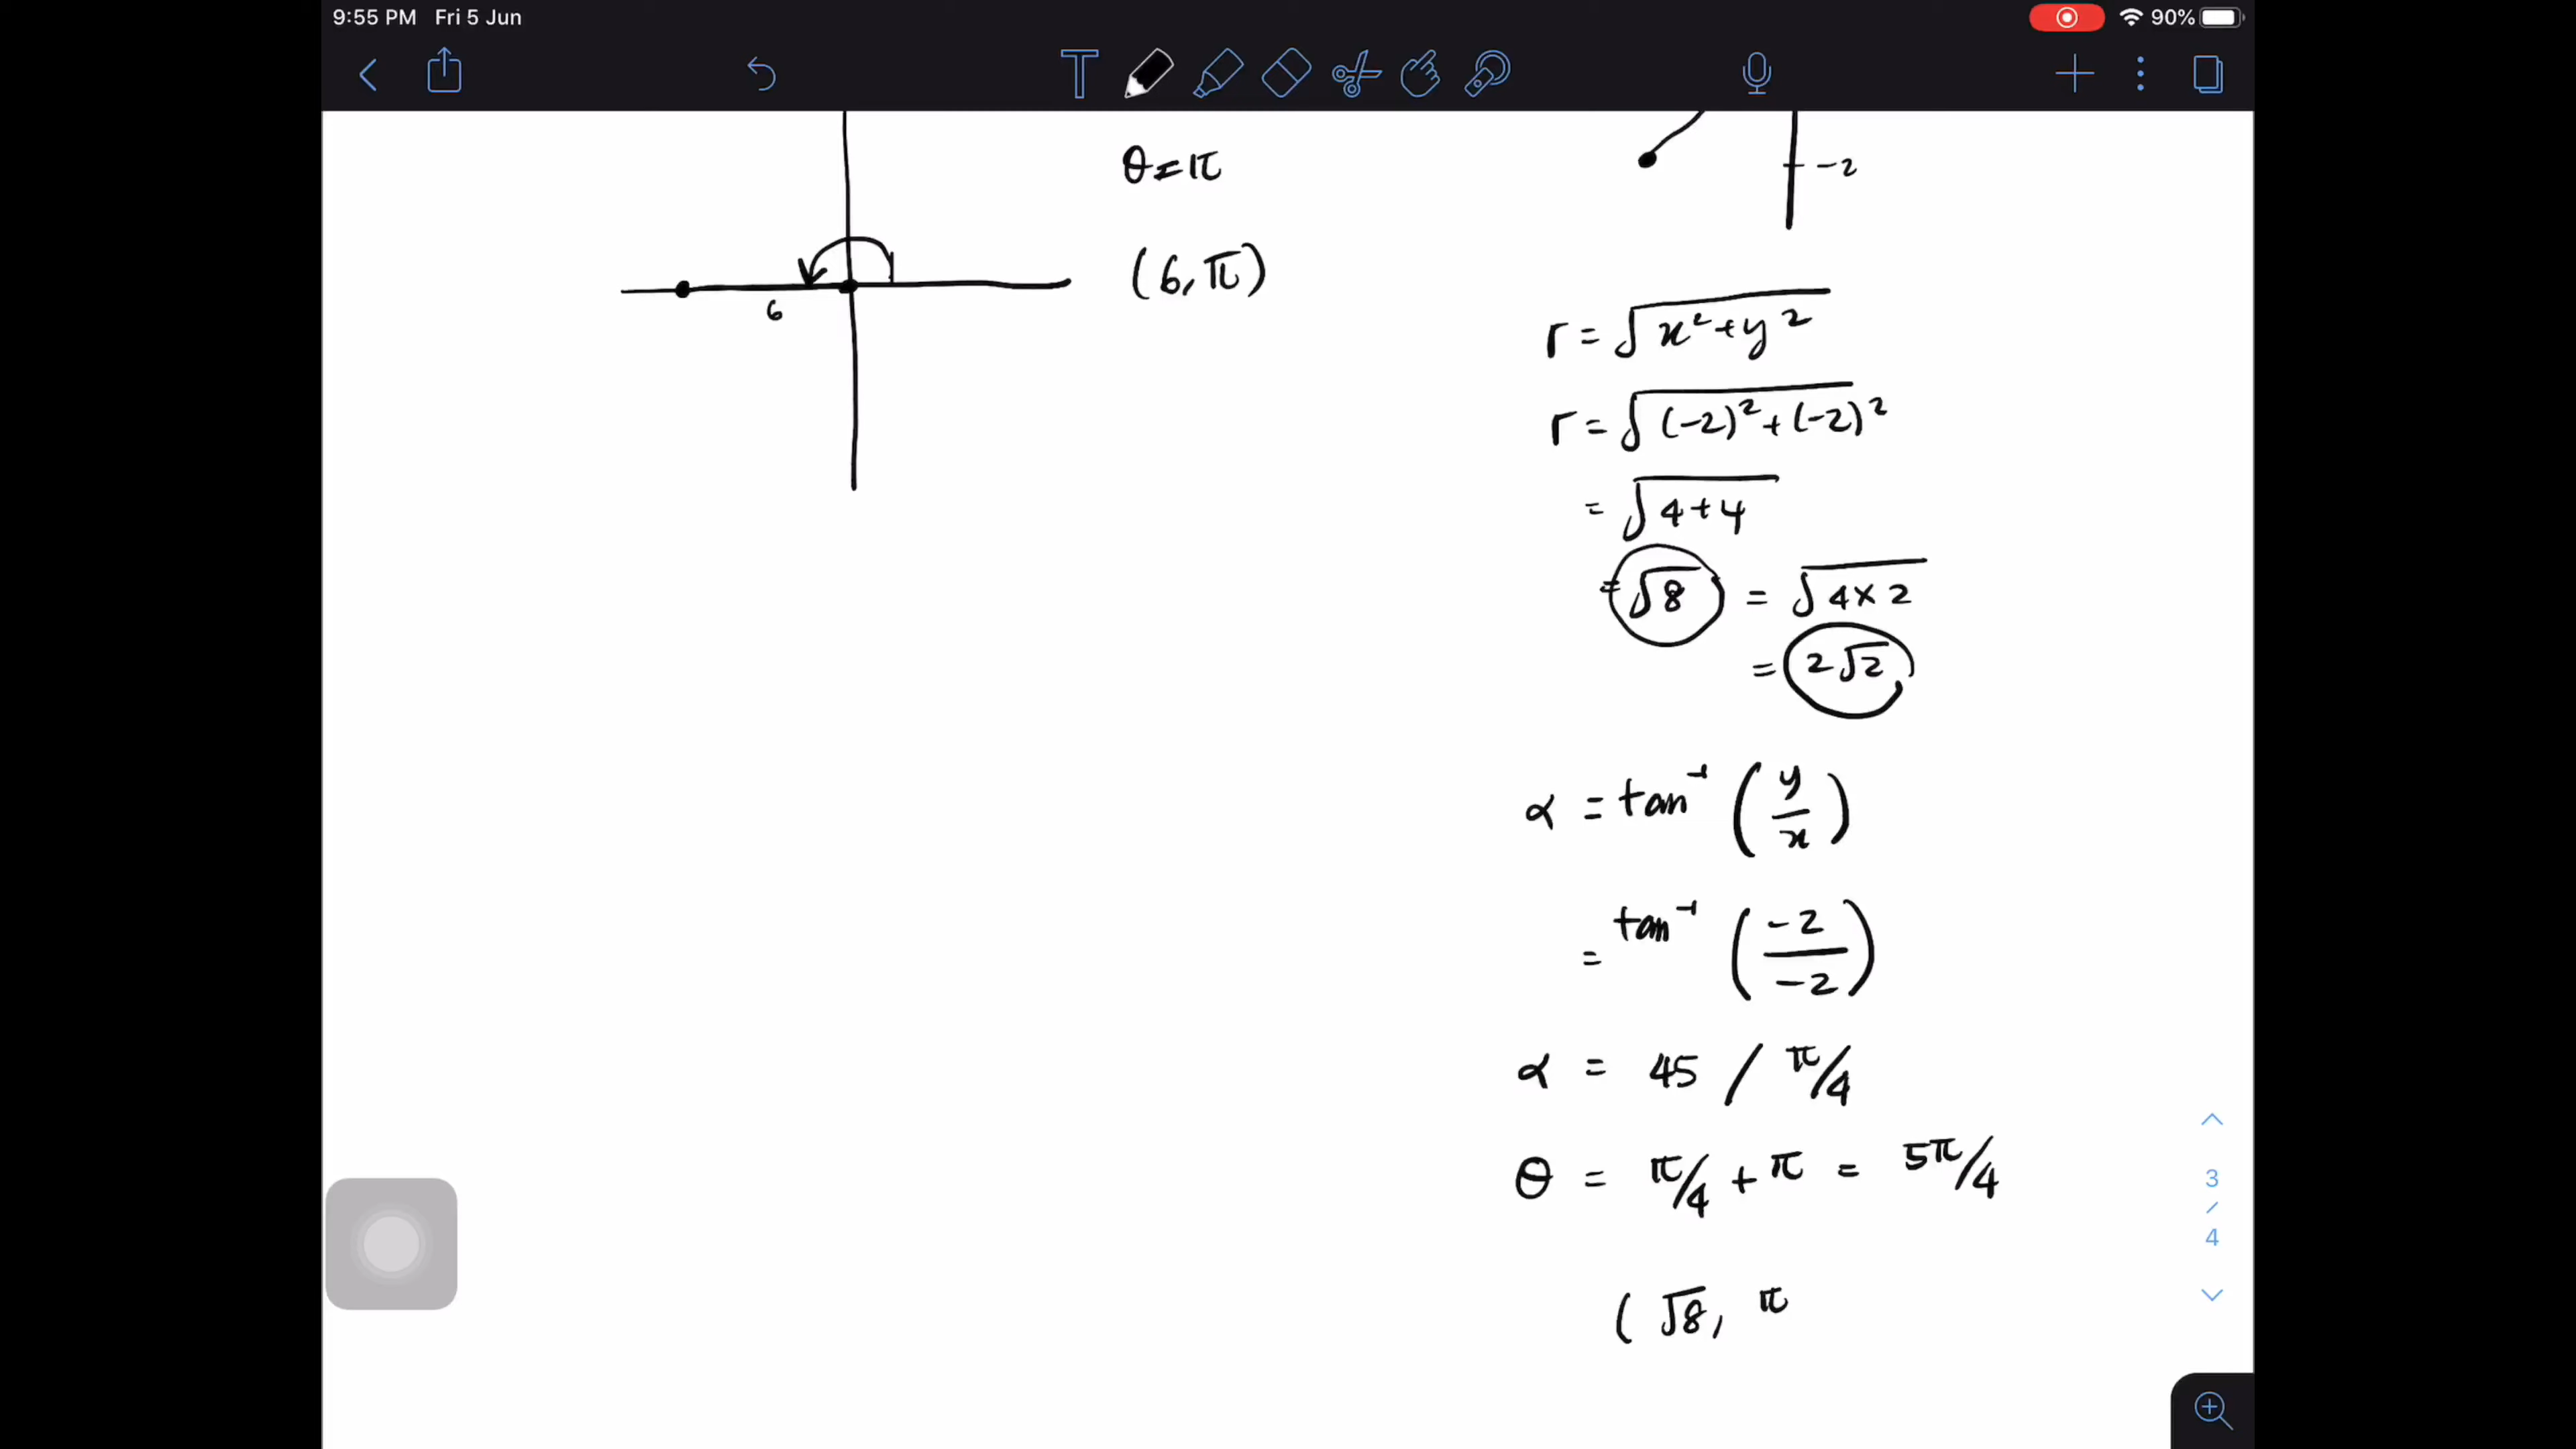 9:55 PM Fri 5 Jun
90%
T
θ = π
(6, π)
6
-2
r = √x² + y²
r = √(-2)² + (-2)²
= √4 + 4
= √8 = √4 × 2
= 2√2
α = tan⁻¹ (y/x)
= tan⁻¹ (-2/-2)
α = 45 / π/4
θ = π/4 + π = 5π/4
(√8, π
3
/
4